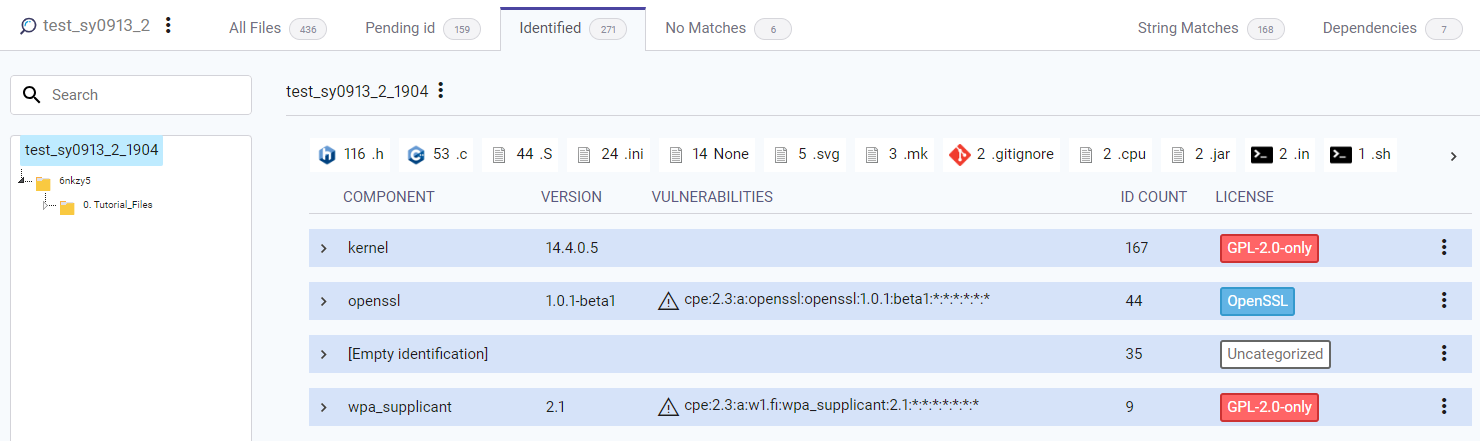 test_sy0913_2 All Files 436 Pending id 159 Identified 271 No Matches 6 String Matches 168 Dependencies 7
Search
test_sy0913_2_1904
6nkzy5
0. Tutorial_Files
test_sy0913_2_1904
116 .h 53 .c 44 .S 24 .ini 14 None 5 .svg 3 .mk 2 .gitignore 2 .cpu 2 .jar 2 .in 1 .sh
COMPONENT VERSION VULNERABILITIES ID COUNT LICENSE
kernel 14.4.0.5 167 GPL-2.0-only
openssl 1.0.1-beta1 cpe:2.3:a:openssl:openssl:1.0.1:beta1:*:*:*:*:*:* 44 OpenSSL
[Empty identification] 35 Uncategorized
wpa_supplicant 2.1 cpe:2.3:a:w1.fi:wpa_supplicant:2.1:*:*:*:*:*:*:* 9 GPL-2.0-only